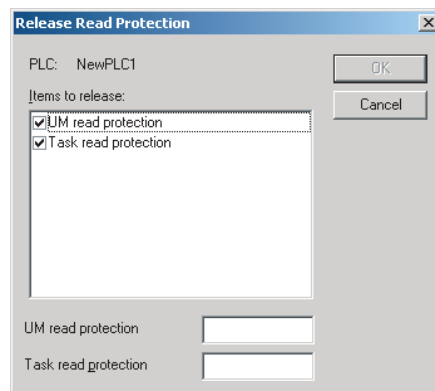 Release Read Protection
PLC: NewPLC1
OK
Items to release:
Cancel
UM read protection
Task read protection
UM read protection
Task read protection